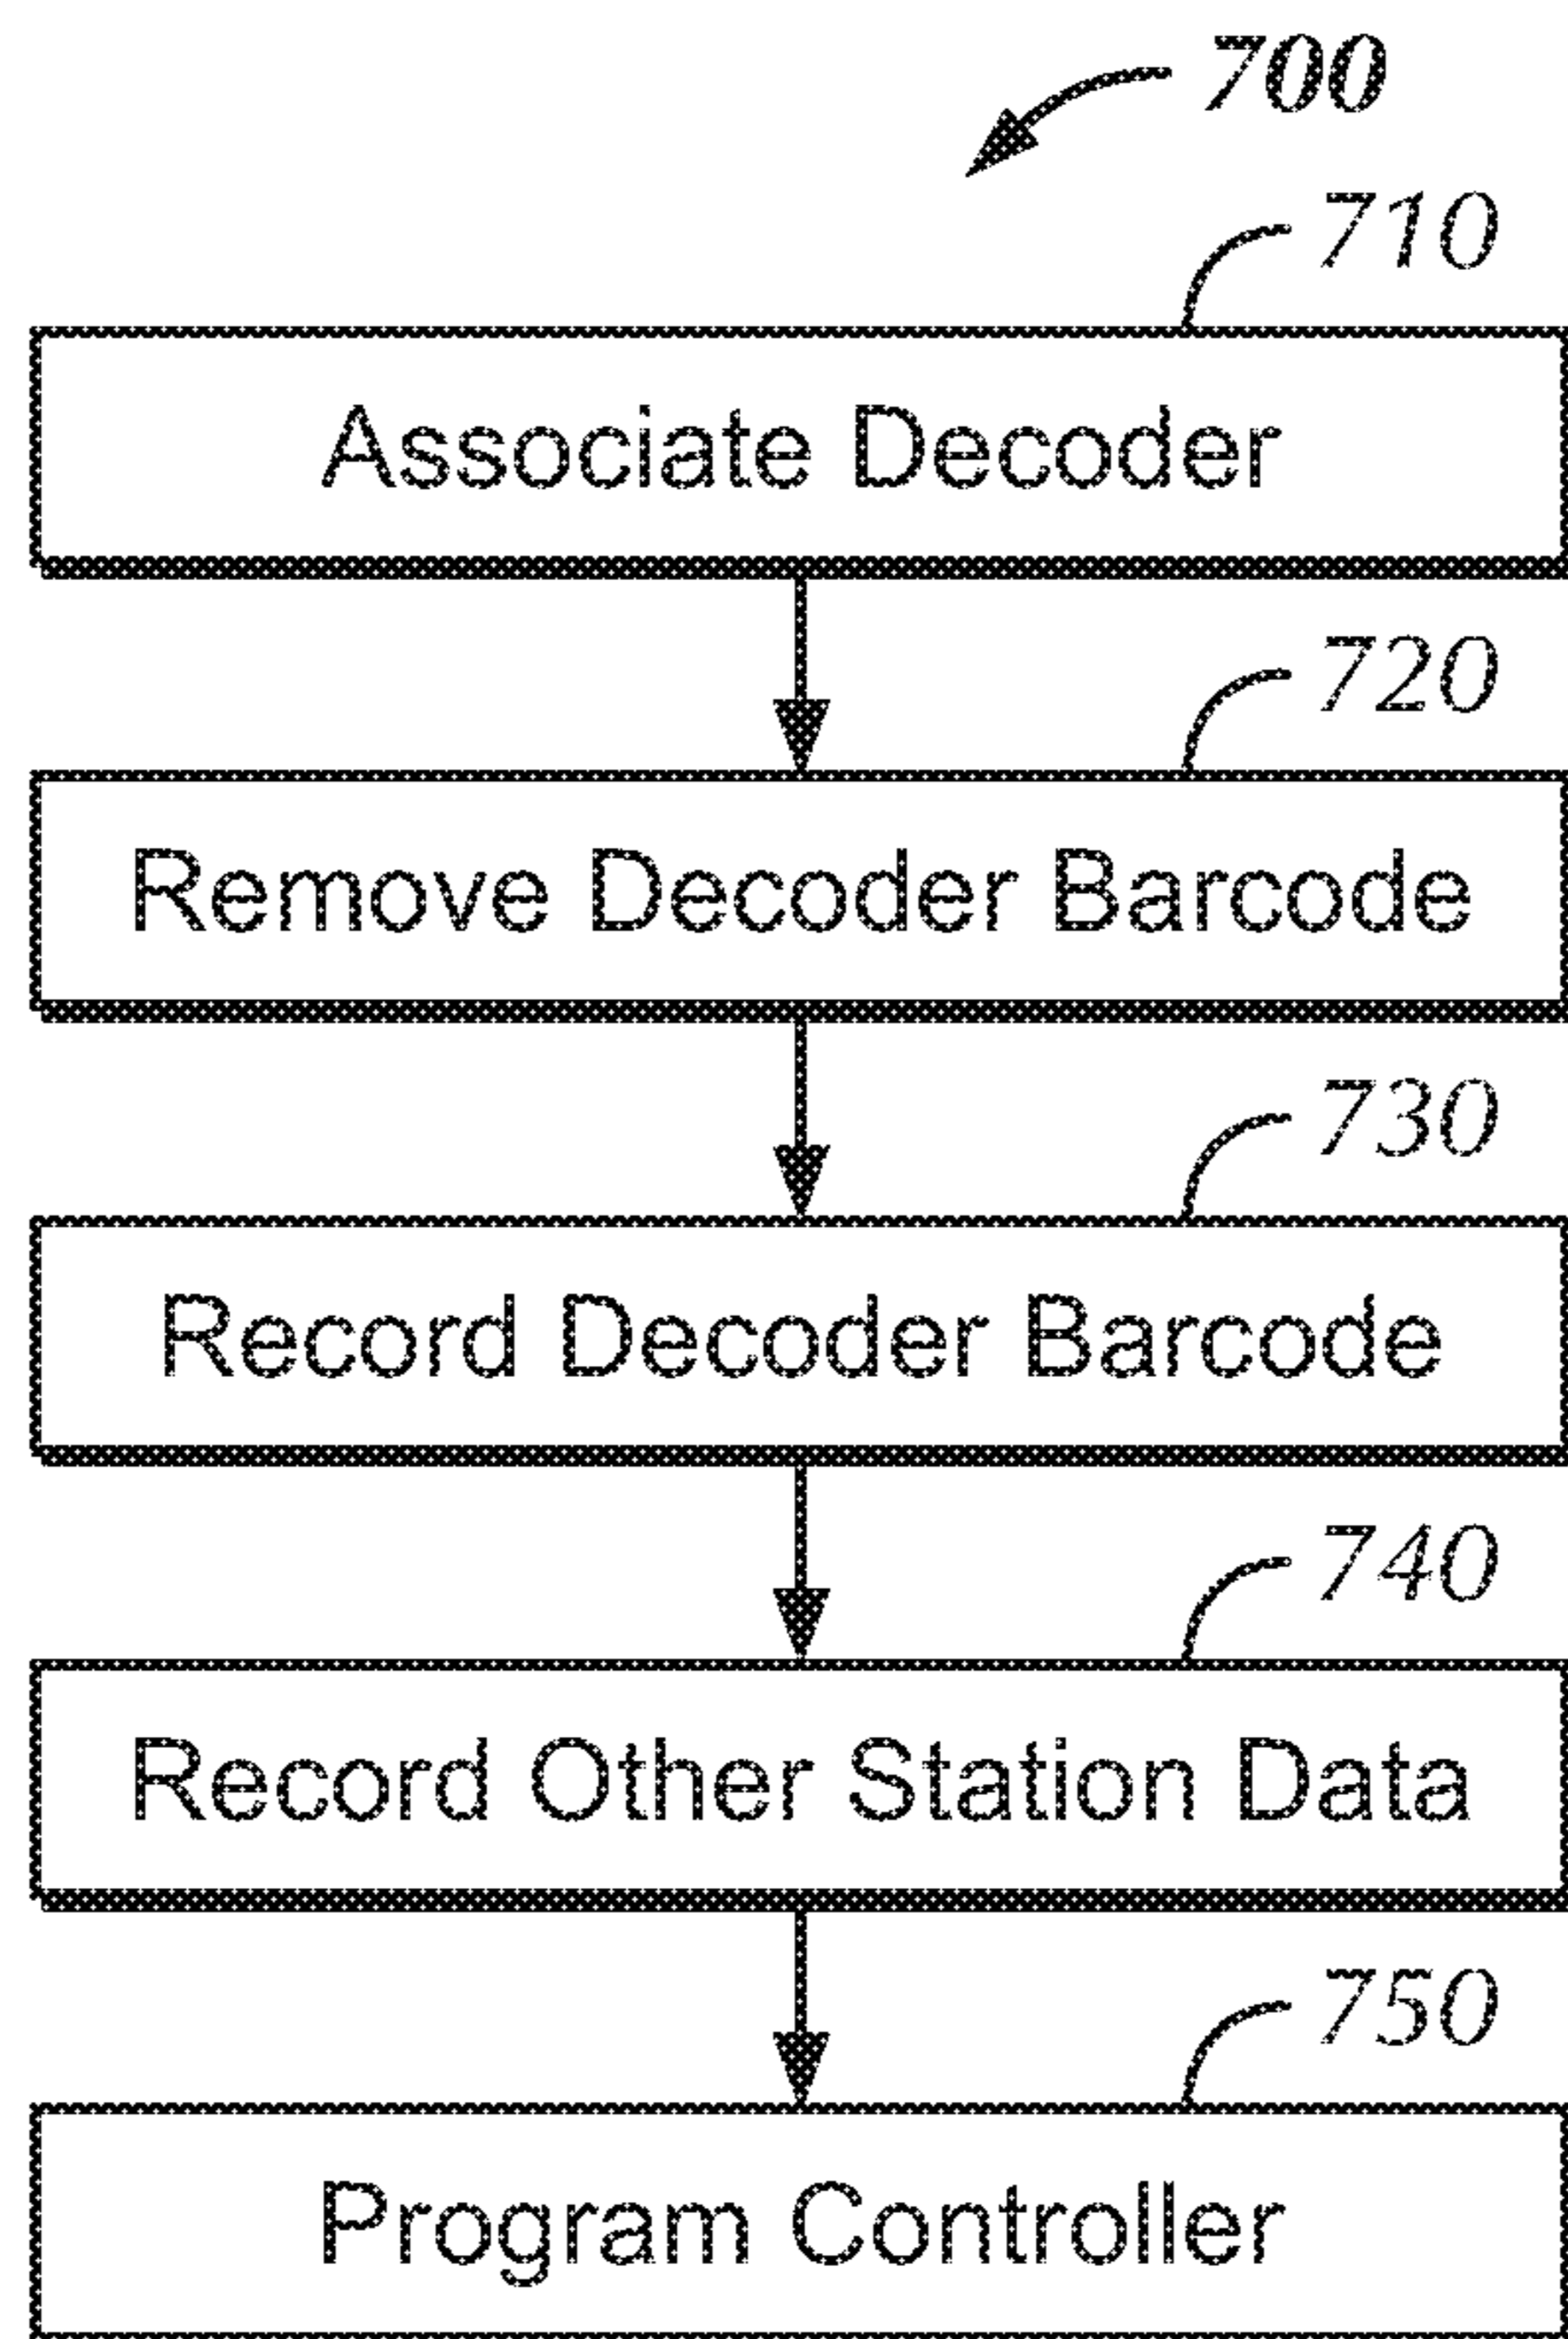 700
710
Associate Decoder
720
Remove Decoder Barcode
730
Record Decoder Barcode
740
Record Other Station Data
750
Program Controller